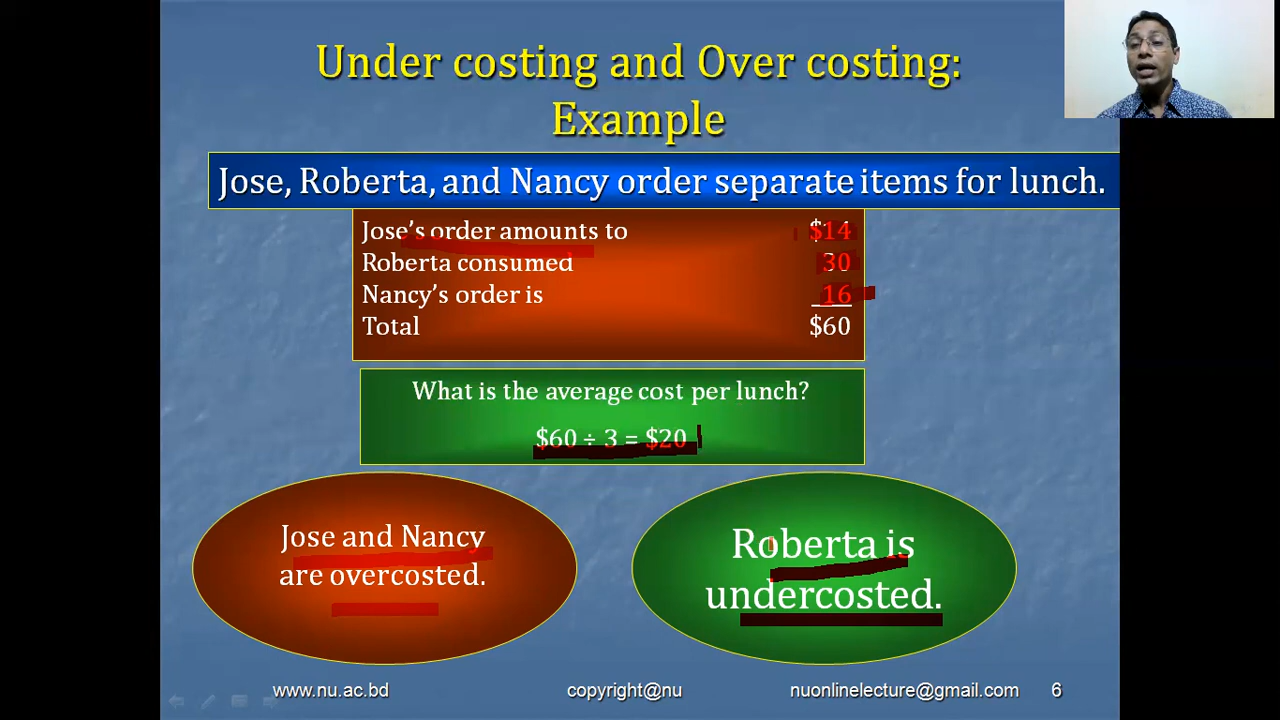 Under costing and Over costing:
Example
Jose, Roberta, and Nancy order separate items for lunch.
Jose's order amounts to $14
Roberta consumed 30
Nancy's order is 16
Total $60
What is the average cost per lunch?
$60 ÷ 3 = $20
Jose and Nancy
are overcosted.
Roberta is
undercosted.
www.nu.ac.bd copyright@nu nuonlinelecture@gmail.com 6